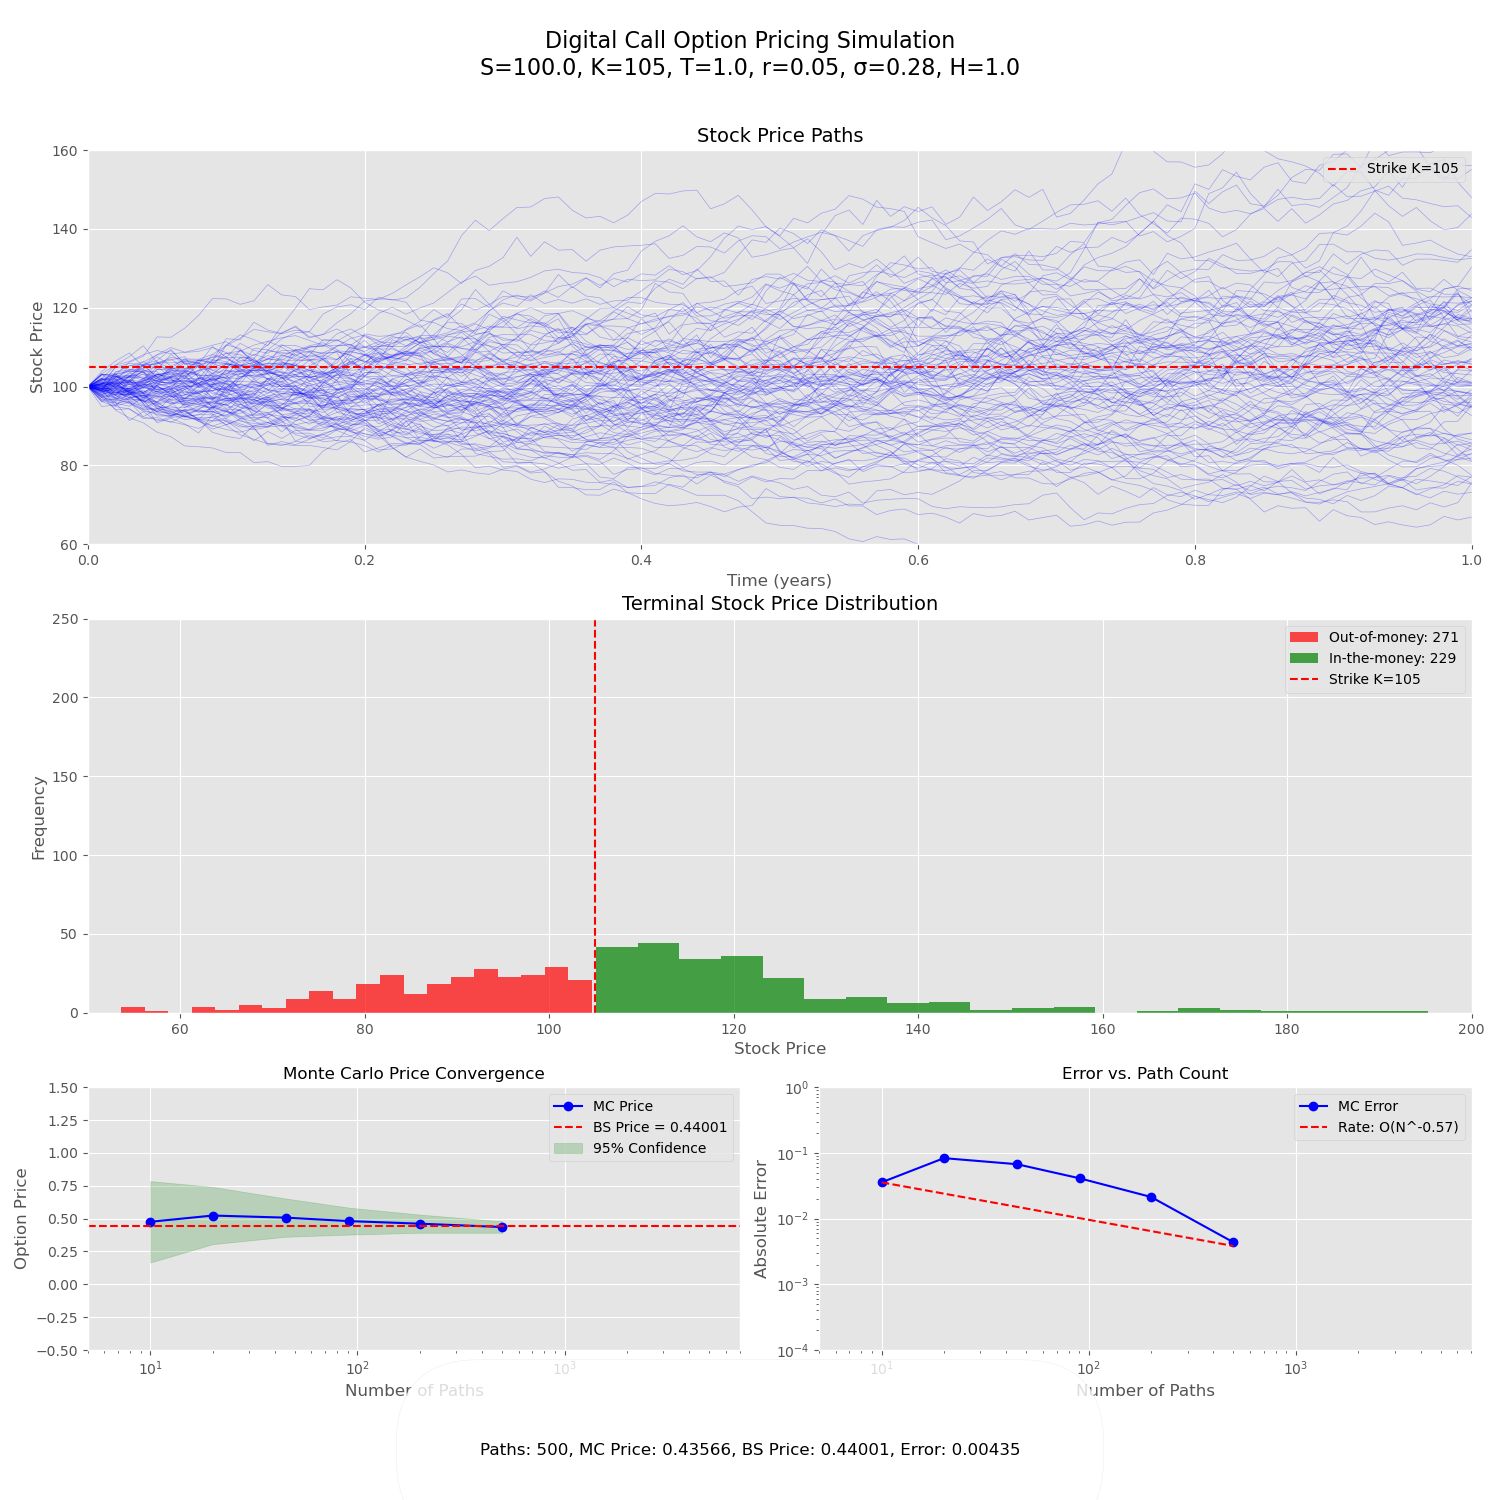 Digital Call Option Pricing Simulation
S=100.0, K=105, T=1.0, r=0.05, σ=0.28, H=1.0
Stock Price Paths
160
140
120
100
80
60
Stock Price
Strike K=105
0.0 0.2 0.4 0.6 0.8 1.0
Time (years)
Terminal Stock Price Distribution
250
200
150
100
50
0
Frequency
Out-of-money: 271
In-the-money: 229
Strike K=105
60 80 100 120 140 160 180 200
Stock Price
Monte Carlo Price Convergence
1.50
1.25
1.00
0.75
0.50
0.25
0.00
−0.25
−0.50
Option Price
MC Price
BS Price = 0.44001
95% Confidence
10¹ 10² 10³
Number of Paths
Error vs. Path Count
10⁰
10⁻¹
10⁻²
10⁻³
10⁻⁴
Absolute Error
MC Error
Rate: O(N^-0.57)
10¹ 10² 10³
Number of Paths
Paths: 500, MC Price: 0.43566, BS Price: 0.44001, Error: 0.00435